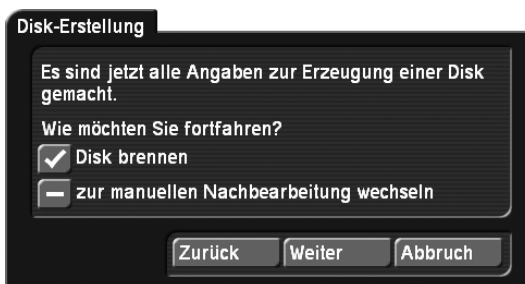 Disk-Erstellung
Es sind jetzt alle Angaben zur Erzeugung einer Disk
gemacht.
Wie möchten Sie fortfahren?
Disk brennen
zur manuellen Nachbearbeitung wechseln
Zurück Weiter Abbruch